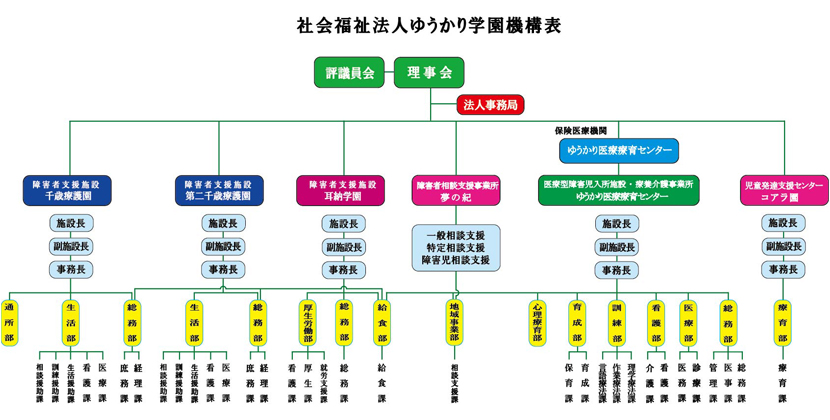 社会福祉法人ゆうかり学園機構表
評議員会
理事会
法人事務局
保険医療機関
ゆうかり医療療育センター
障害者支援施設
千歳療護園
障害者支援施設
第二千歳療護園
障害者支援施設
耳納学園
障害者相談支援事業所
夢の紀
医療型障害児入所施設・療養介護事業所
ゆうかり医療療育センター
児童発達支援センター
コアラ園
施設長
副施設長
事務長
施設長
副施設長
事務長
施設長
副施設長
事務長
一般相談支援
特定相談支援
障害児相談支援
施設長
副施設長
事務長
施設長
副施設長
事務長
通所部
生活部
総務部
生活部
総務部
厚生労働部
総務部
給食部
地域事業部
心理療育部
育成部
訓練部
看護部
医療部
総務部
療育部
相談援助課
訓練援助課
生活援助課
看護課
医療課
庶務課
経理課
相談援助課
訓練援助課
生活援助課
看護課
医療課
庶務課
経理課
看護課
厚生課
就労支援課
総務課
給食課
相談支援課
保育課
育成課
言語療法課
作業療法課
理学療法課
介護課
看護課
医務課
診療課
管理課
医事課
総務課
療育課